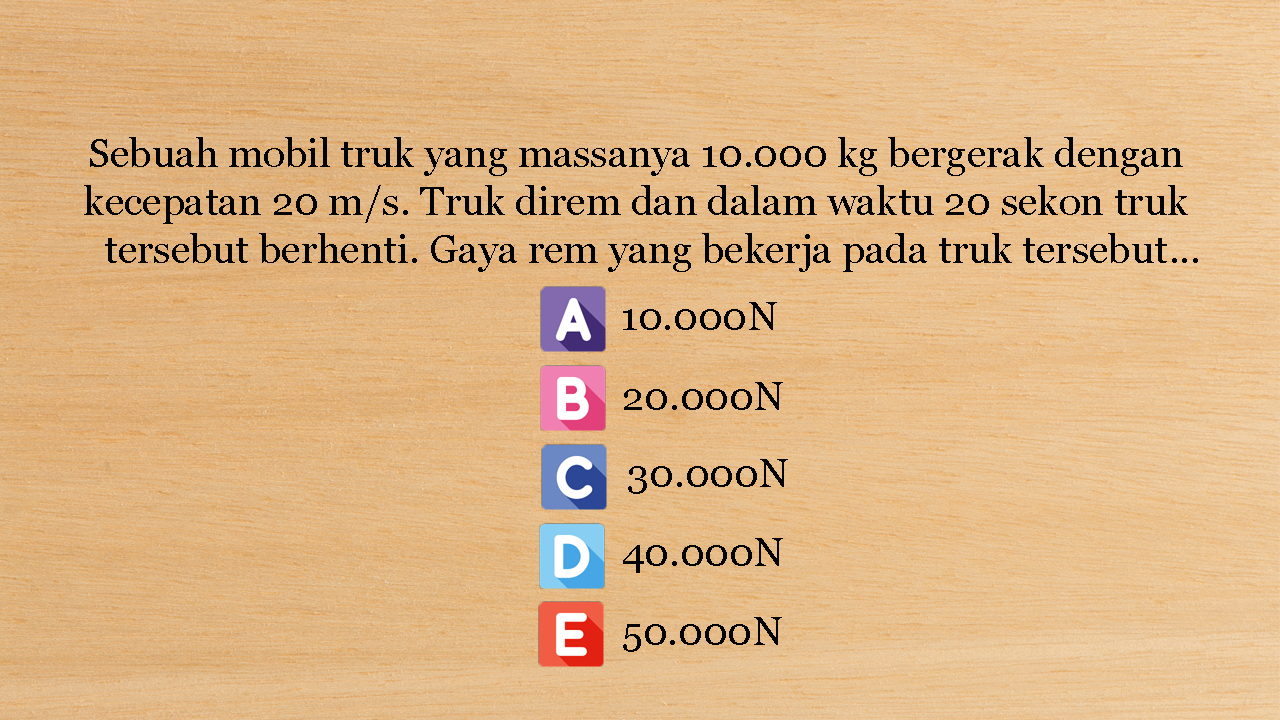 Sebuah mobil truk yang massanya 10.000 kg bergerak dengan
kecepatan 20 m/s. Truk direm dan dalam waktu 20 sekon truk
tersebut berhenti. Gaya rem yang bekerja pada truk tersebut...
A 10.000N
B 20.000N
C 30.000N
D 40.000N
E 50.000N